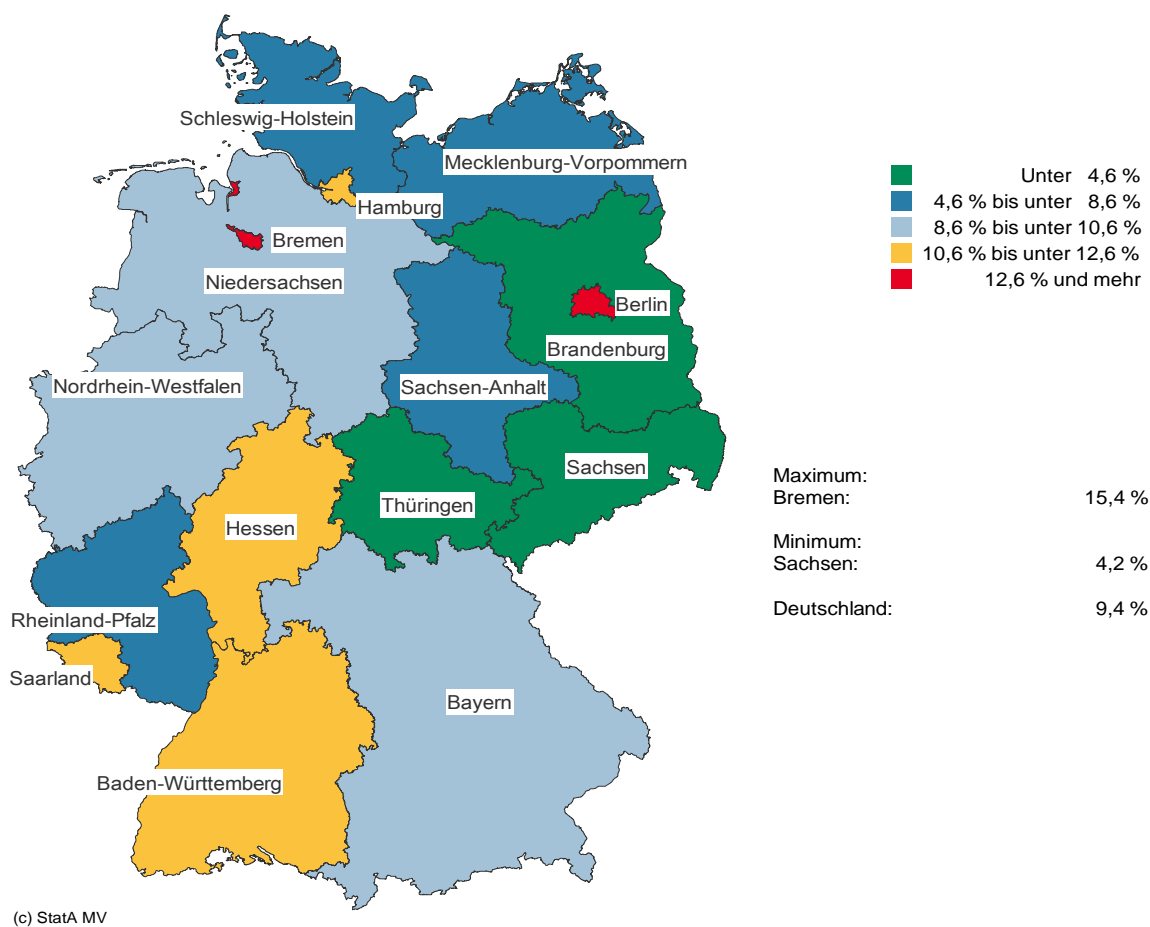 Schleswig-Holstein
Mecklenburg-Vorpommern
Hamburg
Bremen
Niedersachsen
Berlin
Brandenburg
Nordrhein-Westfalen
Sachsen-Anhalt
Sachsen
Thüringen
Hessen
Rheinland-Pfalz
Saarland
Bayern
Baden-Württemberg
Unter 4,6 %
4,6 % bis unter 8,6 %
8,6 % bis unter 10,6 %
10,6 % bis unter 12,6 %
12,6 % und mehr
Maximum:
Bremen: 15,4 %
Minimum:
Sachsen: 4,2 %
Deutschland: 9,4 %
(c) StatA MV